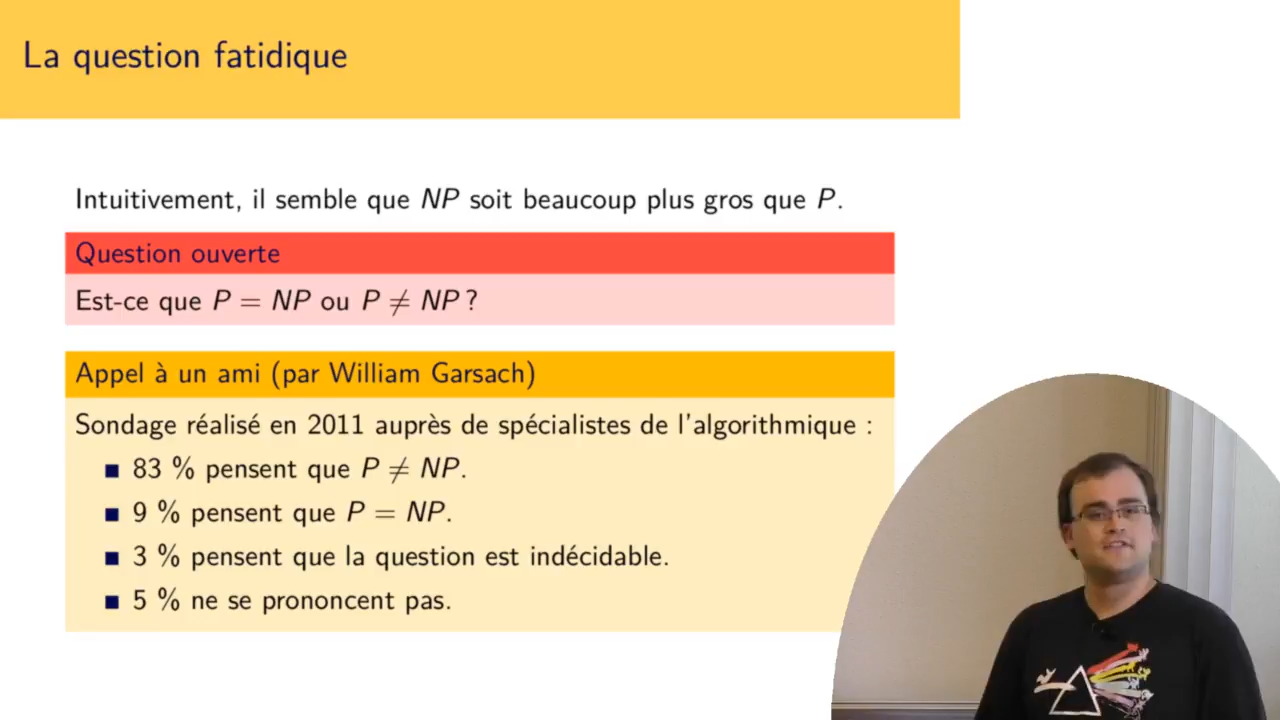 La question fatidique
Intuitivement, il semble que NP soit beaucoup plus gros que P.
Question ouverte
Est-ce que P = NP ou P ≠ NP ?
Appel à un ami (par William Garsach)
Sondage réalisé en 2011 auprès de spécialistes de l'algorithmique :
83 % pensent que P ≠ NP.
9 % pensent que P = NP.
3 % pensent que la question est indécidable.
5 % ne se prononcent pas.